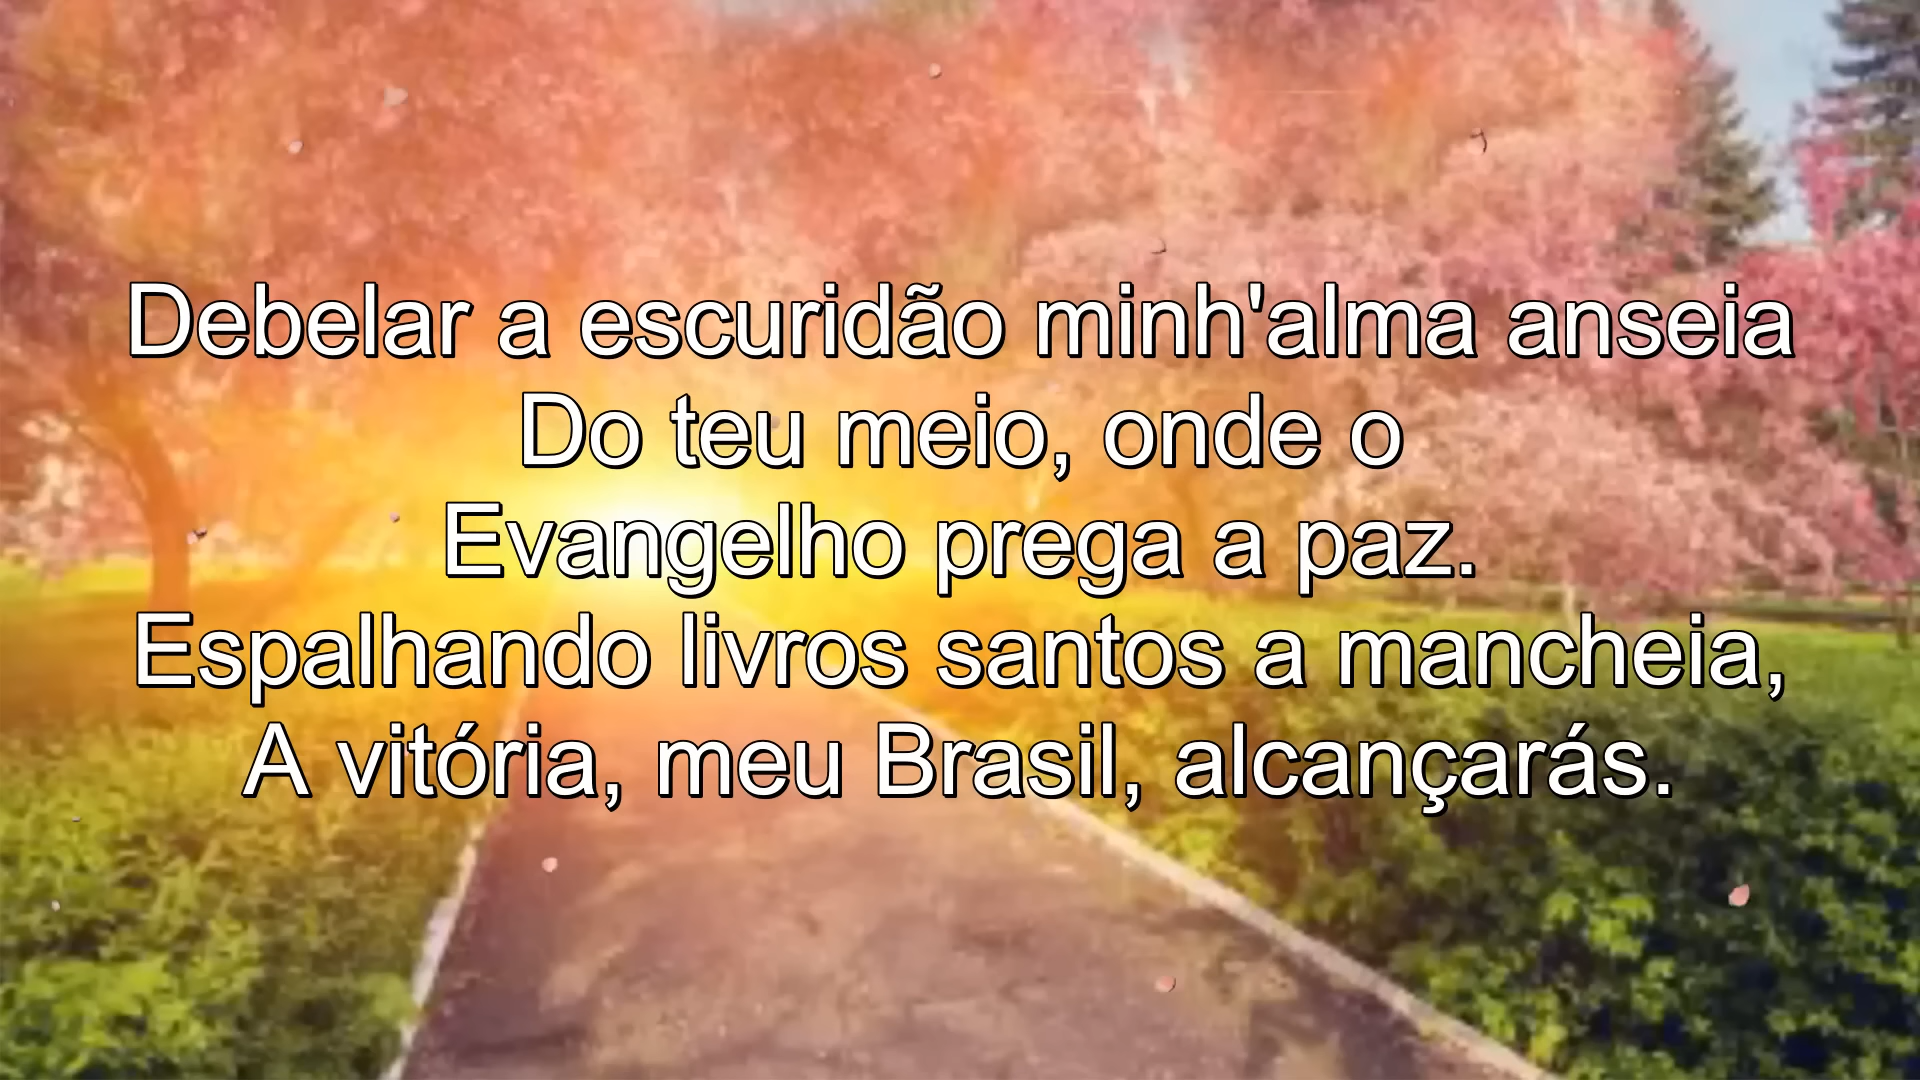 Debelar a escuridão minh'alma anseia
Do teu meio, onde o
Evangelho prega a paz.
Espalhando livros santos a mancheia,
A vitória, meu Brasil, alcançarás.